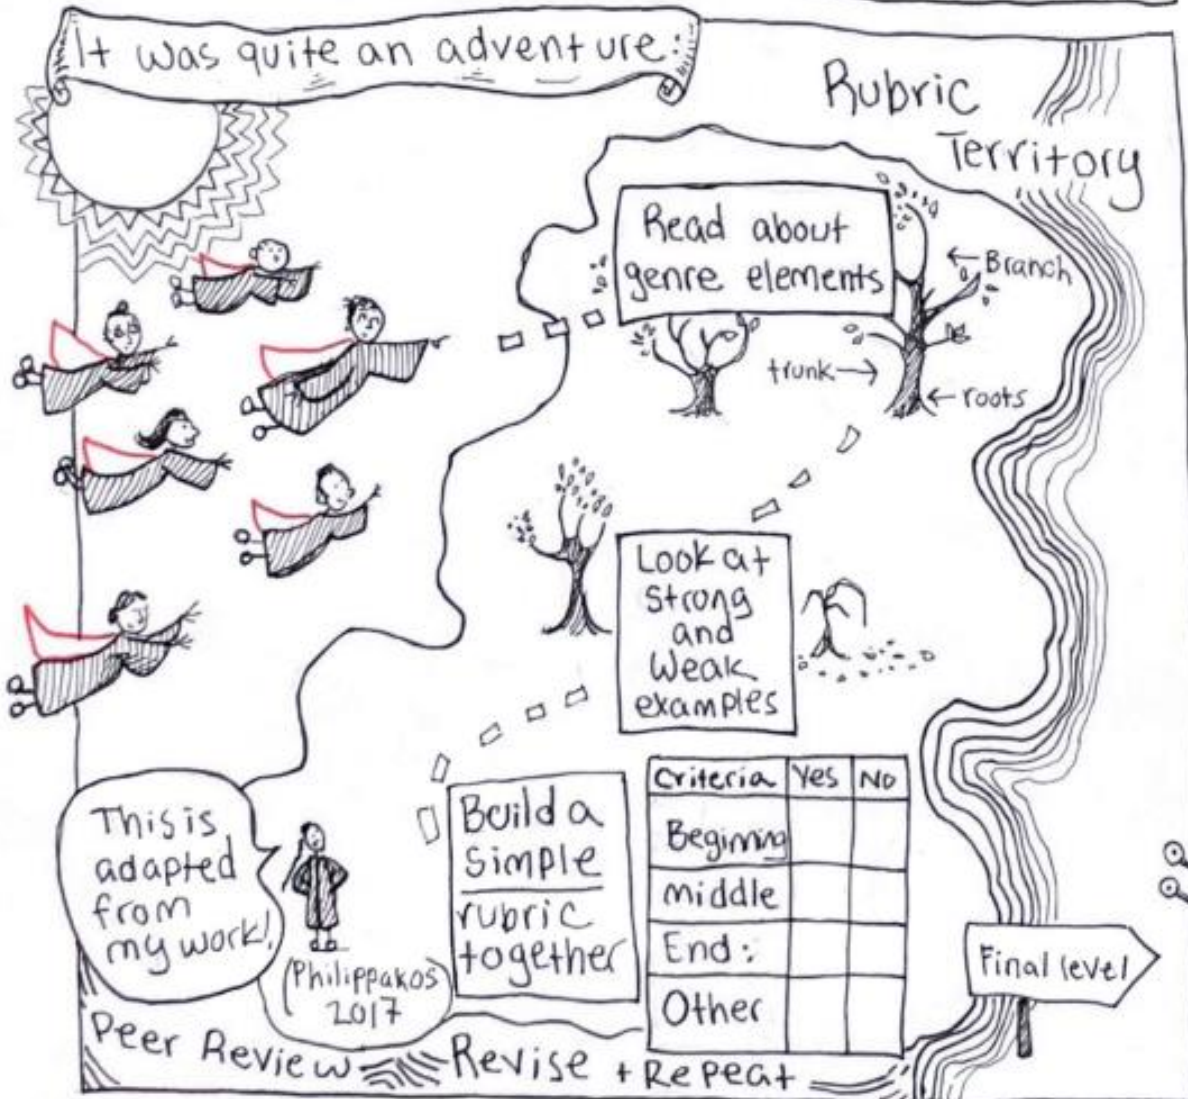 It was quite an adventure.
Rubric
Territory
Read about
genre elements
← Branch
trunk →
← roots
Look at
strong
and
weak
examples
Build a
simple
rubric
together
criteria Yes No
Beginning
middle
End:
Other
This is
adapted
from
my work!
(Philippakos
2017
Final level
Peer Review
Revise + Repeat